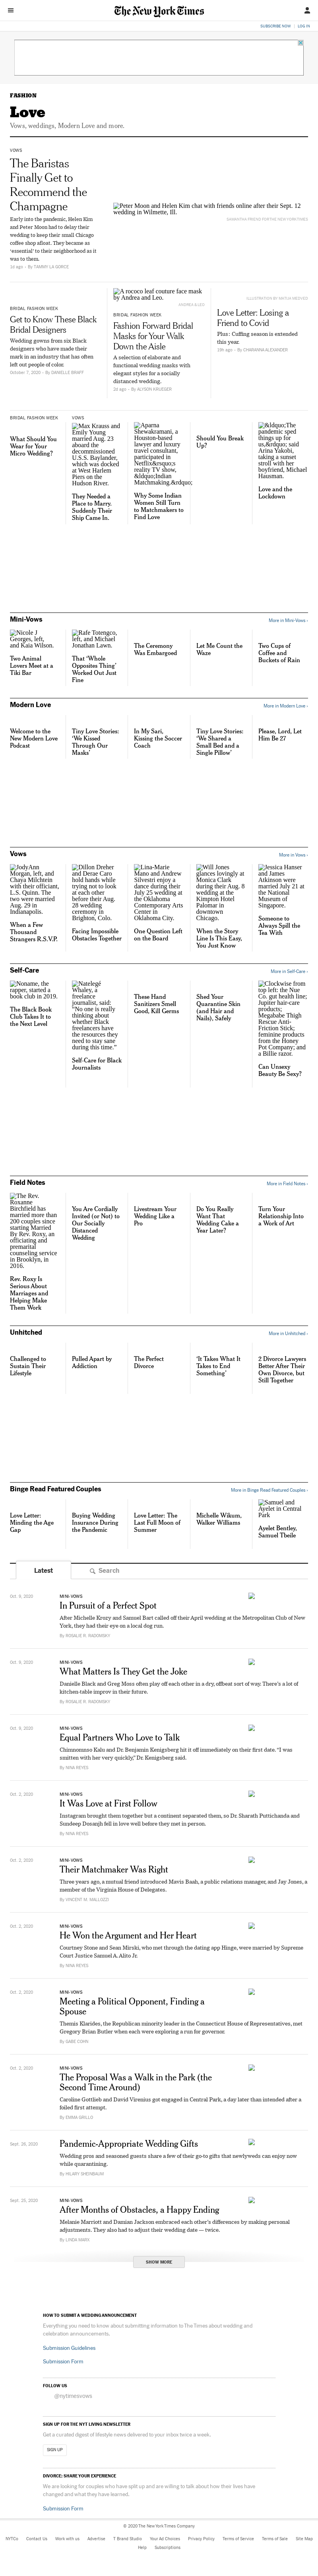 The New York Times
SUBSCRIBE NOW
LOG IN
FASHION
Love
Vows, weddings, Modern Love and more.
VOWS
The Baristas
Finally Get to
Recommend the
Champagne
Early into the pandemic, Helen Kim
and Peter Moon had to delay their
wedding to keep their small Chicago
coffee shop afloat. They became an
'essential' to their neighborhood as it
was to them.
1d ago · By TAMMY LA GORCE
Peter Moon and Helen Kim chat with friends online after their Sept. 12
wedding in Wilmette, Ill.
BRIDAL FASHION WEEK
Get to Know These Black
Bridal Designers
Wedding gowns from six Black
designers who have made their
mark in an industry that has often
left out people of color.
October 7, 2020 · By DANIELLE BRAFF
A rococo leaf couture face mask
by Andrea and Leo.
ANDREA & LEO
BRIDAL FASHION WEEK
Fashion Forward Bridal
Masks for Your Walk
Down the Aisle
A selection of elaborate and
functional wedding masks with
elegant styles for a socially
distanced wedding.
Love Letter: Losing a
Friend to Covid
Plus: Cuffing season is extended
this year.
By CHARANNA ALEXANDER
BRIDAL FASHION WEEK
What Should You
Wear for Your
Micro Wedding?
VOWS
Max Krauss and
Emily Young
married Aug. 23
aboard the
decommissioned
U.S.S. Baylander,
which was docked
at West Harlem
Piers on the
Hudson River.
They Needed a
Place to Marry.
Suddenly Their
Ship Came In.
Aparna
Shewakamani, a
Houston-based
lawyer and luxury
travel consultant,
participated in
Netflix&rsquo;s
reality TV show,
&ldquo;Indian
Matchmaking.&rdquo;
Why Some Indian
Women Still Turn
to Matchmakers to
Find Love
Should You Break
Up?
&ldquo;The
pandemic sped
things up for
us,&rdquo; said
Arina Yakobi,
talking about a
sunset stroll with
her boyfriend,
Michael
Hausman.
Love and the
Lockdown
Mini-Vows
More in Mini-Vows ›
Nicole J
Georges, left,
and Kaia Wilson.
Two Animal
Lovers Meet at a
Tiki Bar
Rafe Totengco,
left, and Michael
Jonathan Lawn.
That 'Whole
Opposites Thing'
Worked Out Just
Fine
The Ceremony
Was Embargoed
Let Me Count the
Ways
Two Cups of
Coffee and
Buckets of Rain
Modern Love
More in Modern Love ›
Welcome to the
New Modern Love
Podcast
Tiny Love Stories:
'We Kissed
Through Our
Masks'
In My Sari,
Kissing the Soccer
Coach
Tiny Love Stories:
'We Shared a
Small Bed and a
Single Pillow'
Please, Lord, Let
Him Be 27
Vows
More in Vows ›
JodyAnn
Morgan, left, and
Chaya Milchtein
with their officiant,
L.S. Quinn. The
two were married
Aug. 29 in
Indianapolis.
When a Few
Thousand
Strangers R.S.V.P.
Dillon Dreher
and Derae Caro
hold hands while
trying not to look
at each other
before their Aug.
28 wedding
ceremony in
Brighton, Colo.
Facing Impossible
Obstacles Together
Lina-Marie
Mano and Andrew
Silvestri enjoy a
dance during their
July 25 wedding at
the Oklahoma
Contemporary Arts
Center in
Oklahoma City.
One Question Left
on the Board
Will Jones
glances lovingly at
Monica Clark
during their Aug. 8
wedding at the
Kimpton Hotel
Palomar in
downtown
Chicago.
When the Story
Line Is This Easy,
You Just Know
Jessica Hanser
and James
Atkinson were
married July 21 at
the National
Museum of
Singapore.
Someone to
Always Spill the
Tea With
Self-Care
More in Self-Care ›
Noname, the
rapper, started a
book club in 2019.
The Black Book
Club Takes It to
the Next Level
Natelegé
Whaley, a
freelance
journalist, said:
"No one is really
thinking about
whether Black
freelancers have
the resources they
need to stay sane
during this time."
Self-Care for Black
Journalists
These Hand
Sanitizers Smell
Good, Kill Germs
Shed Your
Quarantine Skin
(and Hair and
Nails), Safely
Clockwise from
top left: the Nue
Co. gut health line;
Jupiter hair-care
products;
Megababe Thigh
Rescue Anti-
Friction Stick;
feminine products
from the Honey
Pot Company; and
a Billie razor.
Can Unsexy
Beauty Be Sexy?
Field Notes
More in Field Notes ›
The Rev.
Roxanne
Birchfield has
married more than
200 couples since
starting Married
By Rev. Roxy, an
officiating and
premarital
counseling service
in Brooklyn, in
2016.
Rev. Roxy Is
Serious About
Marriages and
Helping Make
Them Work
You Are Cordially
Invited (or Not) to
Our Socially
Distanced
Wedding
Livestream Your
Wedding Like a
Pro
Do You Really
Want That
Wedding Cake a
Year Later?
Turn Your
Relationship Into
a Work of Art
Unhitched
More in Unhitched ›
Challenged to
Sustain Their
Lifestyle
Pulled Apart by
Addiction
The Perfect
Divorce
'It Takes What It
Takes to End
Something'
2 Divorce Lawyers
Better After Their
Own Divorce, but
Still Together
Binge Read Featured Couples
More in Binge Read Featured Couples ›
Love Letter:
Minding the Age
Gap
Buying Wedding
Insurance During
the Pandemic
Love Letter: The
Last Full Moon of
Summer
Michelle Wikum,
Walker Williams
Samuel and
Ayelet in Central
Park
Ayelet Bentley,
Samuel Tbeile
Latest
Search
Oct. 9, 2020
MINI-VOWS
In Pursuit of a Perfect Spot
After Michelle Krucy and Samuel Bart called off their April wedding at the Metropolitan Club of New
York, they had their eye on a local dog run.
By ROSALIE R. RADOMSKY
Oct. 9, 2020
MINI-VOWS
What Matters Is They Get the Joke
Danielle Black and Greg Moss often play off each other in a dry, offbeat sort of way. There's a lot of
kitchen-table improv in their future.
By ROSALIE R. RADOMSKY
Oct. 9, 2020
MINI-VOWS
Equal Partners Who Love to Talk
Chinomnuso Kalu and Dr. Benjamin Kenigsberg hit it off immediately on their first date. "I was
smitten with her very quickly," Dr. Kenigsberg said.
By NINA REYES
Oct. 2, 2020
MINI-VOWS
It Was Love at First Follow
Instagram brought them together but a continent separated them, so Dr. Sharath Puttichanda and
Sundeep Dosanjh fell in love well before they met in person.
By NINA REYES
Oct. 2, 2020
MINI-VOWS
Their Matchmaker Was Right
Three years ago, a mutual friend introduced Mavis Baah, a public relations manager, and Jay Jones, a
member of the Virginia House of Delegates.
By VINCENT M. MALLOZZI
Oct. 2, 2020
MINI-VOWS
He Won the Argument and Her Heart
Courtney Stone and Sean Mirski, who met through the dating app Hinge, were married by Supreme
Court Justice Samuel A. Alito Jr.
By NINA REYES
Oct. 2, 2020
MINI-VOWS
Meeting a Political Opponent, Finding a
Spouse
Themis Klarides, the Republican minority leader in the Connecticut House of Representatives, met
Gregory Brian Butler when each were exploring a run for governor.
By GABE COHN
Oct. 2, 2020
MINI-VOWS
The Proposal Was a Walk in the Park (the
Second Time Around)
Caroline Gottlieb and David Viremius got engaged in Central Park, a day later than intended after a
foiled first attempt.
By EMMA GRILLO
Sept. 28, 2020
Pandemic-Appropriate Wedding Gifts
Wedding pros and seasoned guests share a few of their go-to gifts that newlyweds can enjoy now
while quarantining.
By HILARY SHEINBAUM
Sept. 25, 2020
MINI-VOWS
After Months of Obstacles, a Happy Ending
Melanie Marriott and Damian Jackson embraced each other's differences by making personal
adjustments. They also had to adjust their wedding date — twice.
By LINDA MARX
SHOW MORE
HOW TO SUBMIT A WEDDING ANNOUNCEMENT
Everything you need to know about submitting information to The Times about wedding and
celebration announcements.
Submission Guidelines
Submission Form
FOLLOW US
@nytimesvows
SIGN UP FOR THE NYT LIVING NEWSLETTER
Get a curated digest of lifestyle news delivered to your inbox twice a week.
SIGN UP
DIVORCE: SHARE YOUR EXPERIENCE
We are looking for couples who have split up and are willing to talk about how their lives have
changed and what they have learned.
Submission Form
© 2020 The New York Times Company
NYTCo
Contact Us
Work with us
Advertise
T Brand Studio
Your Ad Choices
Privacy Policy
Terms of Service
Terms of Sale
Site Map
Help
Subscriptions